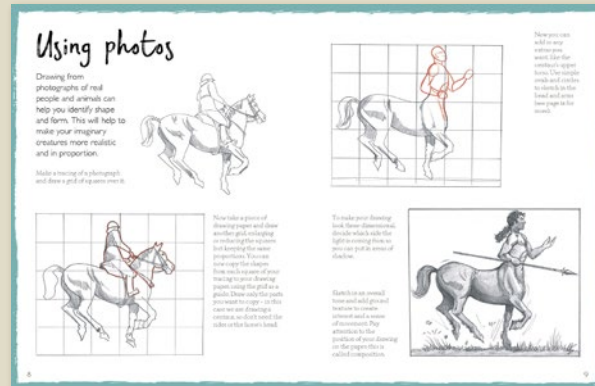 Using photos
Drawing from
photographs of real
people and animals can
help you identify shape
and form. This will help to
make your imaginary
creatures more realistic
and in proportion.
Make a tracing of a photograph
and draw a grid of squares over it.
Now take a piece of
drawing paper and draw
another grid, enlarging
or reducing the squares
but keeping the same
proportions. You can
now copy the shapes
from each square of your
tracing to your drawing
paper, using the grid as a
guide. Draw only the parts
you want to copy – in this
case we are drawing a
centaur, so don't need the
rider or the horse's head.
8
Now you can
add in any
extras you
want, like the
centaur's upper
torso. Use simple
ovals and circles
to sketch in the
head and arms
To make your drawing
look three-dimensional,
decide which side the
light is coming from so
you can put in areas of
shadow.
Sketch in an overall
tone and add ground
texture to create
interest and a sense
of movement. Pay
attention to the
position of your drawing
on the paper; this is
called composition.
9